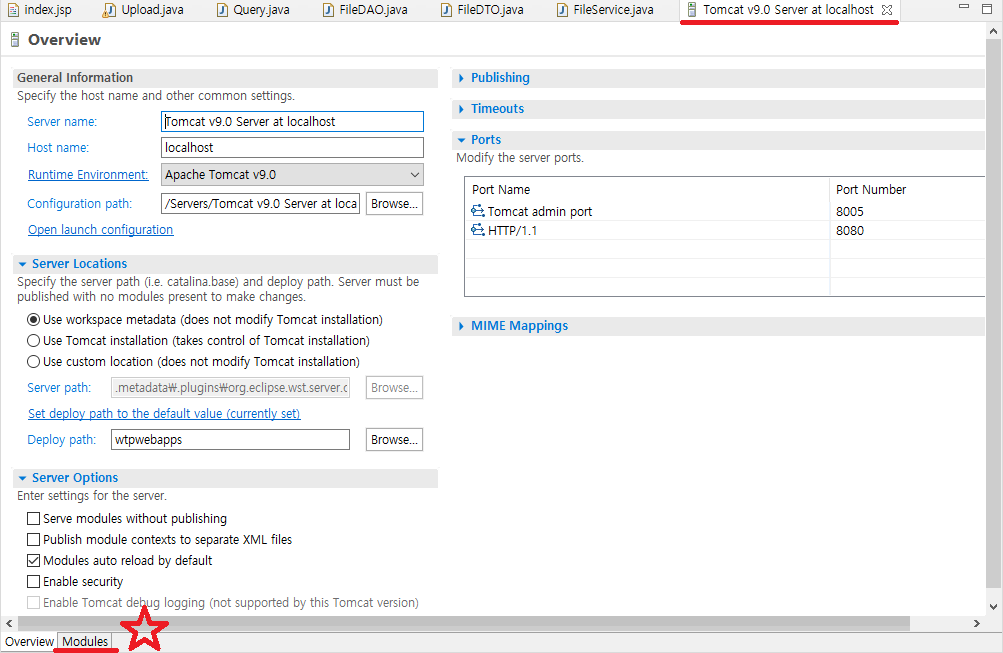 index.jsp Upload.java Query.java FileDAO.java FileDTO.java FileService.java Tomcat v9.0 Server at localhost
Overview
General Information
Specify the host name and other common settings.
Server name: Tomcat v9.0 Server at localhost
Host name: localhost
Runtime Environment: Apache Tomcat v9.0
Configuration path: /Servers/Tomcat v9.0 Server at loca Browse...
Open launch configuration
Server Locations
Specify the server path (i.e. catalina.base) and deploy path. Server must be
published with no modules present to make changes.
Use workspace metadata (does not modify Tomcat installation)
Use Tomcat installation (takes control of Tomcat installation)
Use custom location (does not modify Tomcat installation)
Server path: .metadata₩.plugins₩org.eclipse.wst.server.c Browse...
Set deploy path to the default value (currently set)
Deploy path: wtpwebapps Browse...
Server Options
Enter settings for the server.
Serve modules without publishing
Publish module contexts to separate XML files
Modules auto reload by default
Enable security
Enable Tomcat debug logging (not supported by this Tomcat version)
Publishing
Timeouts
Ports
Modify the server ports.
Port Name Port Number
Tomcat admin port 8005
HTTP/1.1 8080
MIME Mappings
Overview Modules